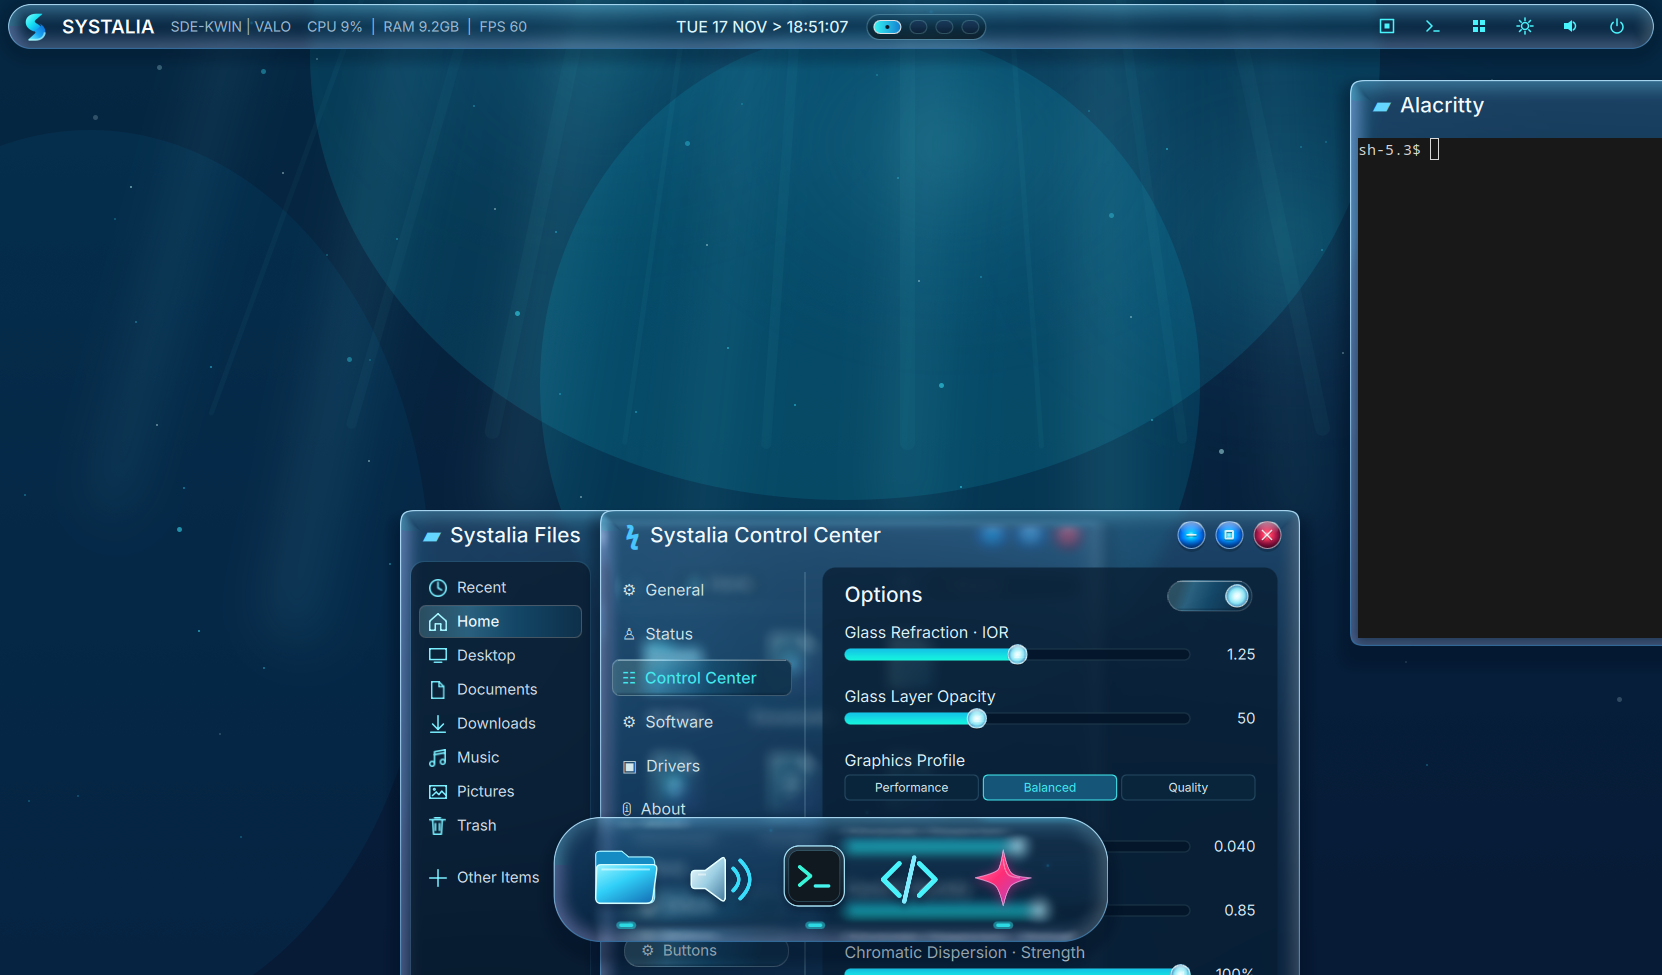 SYSTALIA SDE-KWIN | VALO CPU 9% | RAM 9.2GB | FPS 60 TUE 17 NOV > 18:51:07
Alacritty
sh-5.3$
Systalia Files
Recent
Home
Desktop
Documents
Downloads
Music
Pictures
Trash
Other Items
Systalia Control Center
General
Status
Control Center
Software
Drivers
About
Buttons
Options
Glass Refraction · IOR
1.25
Glass Layer Opacity
50
Graphics Profile
Performance Balanced Quality
0.040
0.85
Chromatic Dispersion · Strength
100%